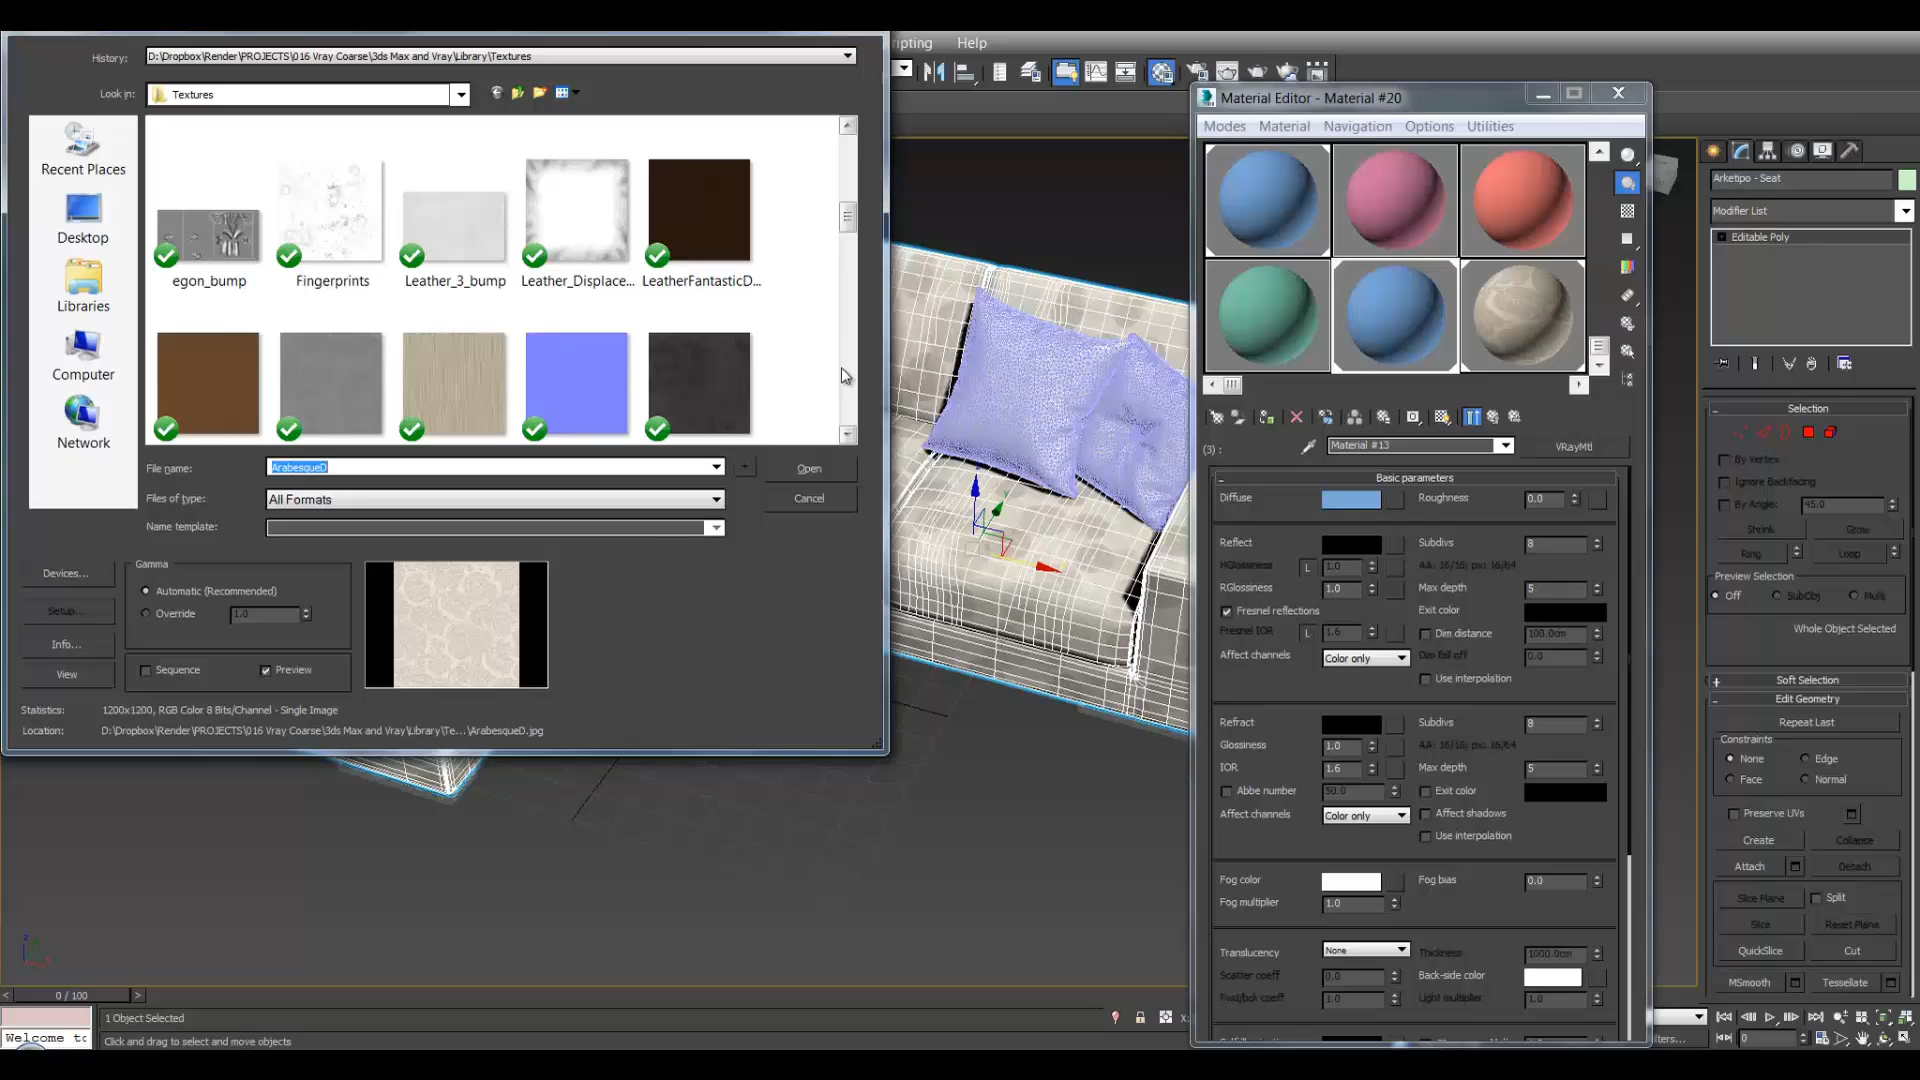 ripting Help
History: D:\Dropbox\Render\PROJECTS\016 Vray Coarse\3ds Max and Vray\Library\Textures
Look in: Textures
Recent Places
Desktop
Libraries
Computer
Network
egon_bump Fingerprints Leather_3_bump Leather_Displace... LeatherFantasticD...
File name: ArabesqueD Open
Files of type: All Formats Cancel
Name template:
Devices...
Setup...
Info...
View
Gamma
Automatic (Recommended)
Override 1.0
Sequence Preview
Statistics: 1200x1200, RGB Color 8 Bits/Channel - Single Image
Location: D:\Dropbox\Render\PROJECTS\016 Vray Coarse\3ds Max and Vray\Library\Te...\ArabesqueD.jpg
Material Editor - Material #20
Modes Material Navigation Options Utilities
(3) : Material #13 VRayMtl
Basic parameters
Diffuse Roughness 0.0
Reflect Subdivs 8
HGlossiness L 1.0 AA: 16/16; px: 16/64
RGlossiness 1.0 Max depth 5
Fresnel reflections Exit color
Fresnel IOR L 1.6 Dim distance 100.0cm
Affect channels Color only Dim fall off 0.0
Use interpolation
Refract Subdivs 8
Glossiness 1.0 AA: 16/16; px: 16/64
IOR 1.6 Max depth 5
Abbe number 50.0 Exit color
Affect channels Color only Affect shadows
Use interpolation
Fog color Fog bias 0.0
Fog multiplier 1.0
Translucency None Thickness 1000.0cm
Scatter coeff 0.0 Back-side color
Fwd/bck coeff 1.0 Light multiplier 1.0
Arketipo - Seat
Modifier List
Editable Poly
Selection
By Vertex
Ignore Backfacing
By Angle: 45.0
Shrink Grow
Ring Loop
Preview Selection
Off SubObj Multi
Whole Object Selected
Soft Selection
Edit Geometry
Repeat Last
Constraints
None Edge
Face Normal
Preserve UVs
Create Collapse
Attach Detach
Slice Plane Split
Slice Reset Plane
QuickSlice Cut
MSmooth Tessellate
< 0 / 100 >
1 Object Selected X:
Welcome to Click and drag to select and move objects
ilters... 0